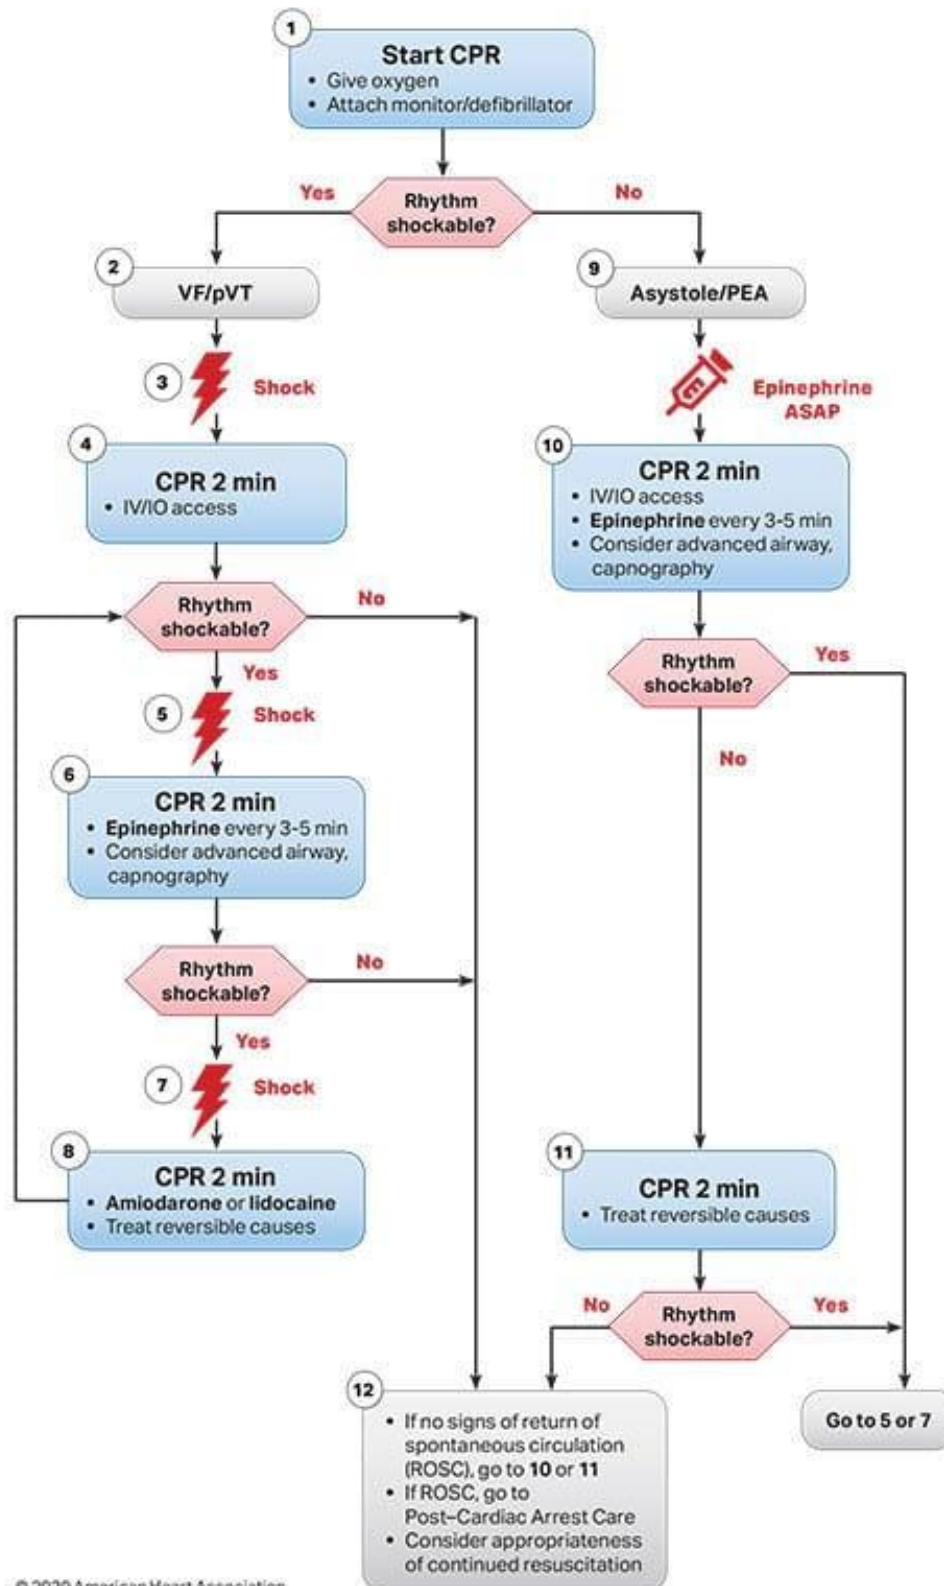 1
Start CPR
• Give oxygen
• Attach monitor/defibrillator
Yes
Rhythm
shockable?
No
2
VF/pVT
9
Asystole/PEA
3
Shock
Epinephrine
ASAP
4
CPR 2 min
• IV/IO access
10
CPR 2 min
• IV/IO access
• Epinephrine every 3-5 min
• Consider advanced airway,
capnography
Rhythm
shockable?
No
Yes
Rhythm
shockable?
Yes
No
5
Shock
6
CPR 2 min
• Epinephrine every 3-5 min
• Consider advanced airway,
capnography
Rhythm
shockable?
No
Yes
7
Shock
8
CPR 2 min
• Amiodarone or lidocaine
• Treat reversible causes
11
CPR 2 min
• Treat reversible causes
No
Rhythm
shockable?
Yes
12
• If no signs of return of
spontaneous circulation
(ROSC), go to 10 or 11
• If ROSC, go to
Post–Cardiac Arrest Care
• Consider appropriateness
of continued resuscitation
Go to 5 or 7
© 2020 American Heart Association